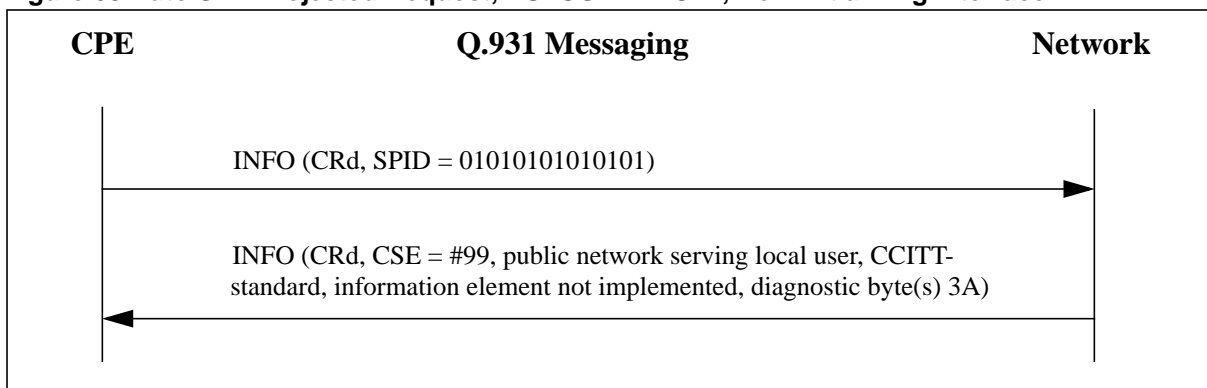 CPE Q.931 Messaging Network
INFO (CRd, SPID = 01010101010101)
INFO (CRd, CSE = #99, public network serving local user, CCITT-
standard, information element not implemented, diagnostic byte(s) 3A)